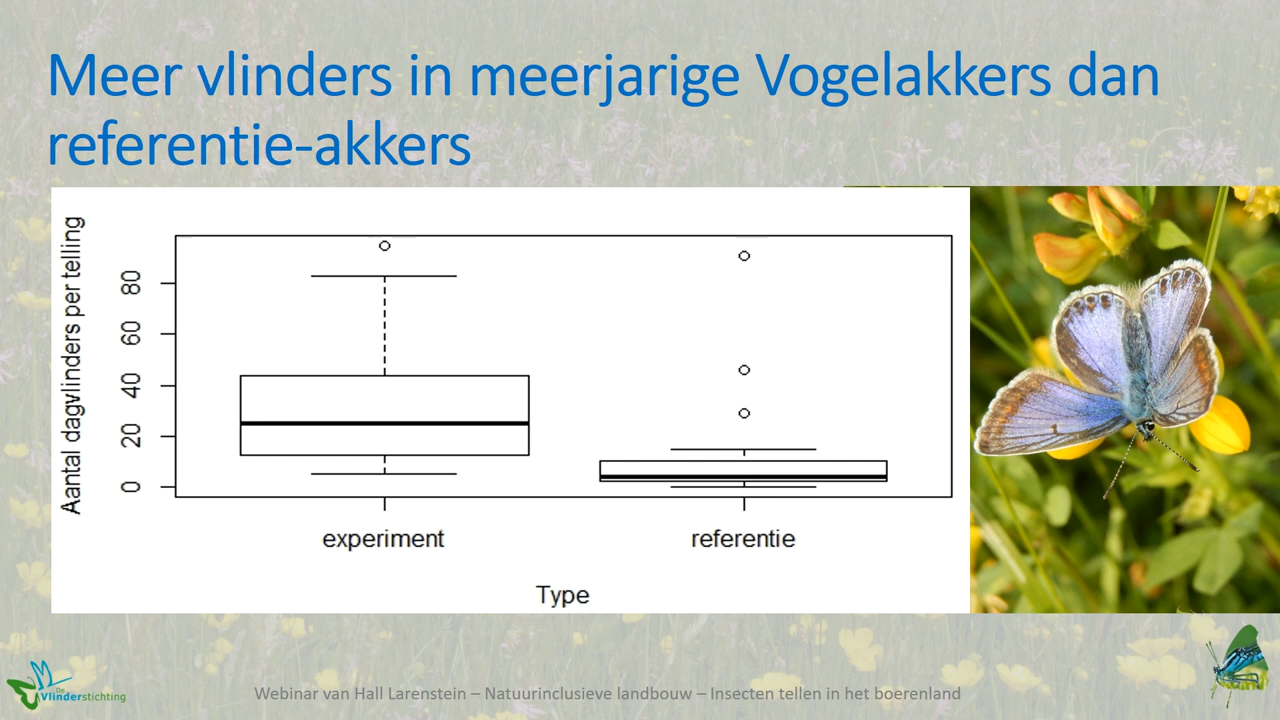 Meer vlinders in meerjarige Vogelakkers dan
referentie-akkers
Aantal dagvlinders per telling
80
60
40
20
0
experiment
referentie
Type
De
Vlinderstichting
Webinar van Hall Larenstein – Natuurinclusieve landbouw – Insecten tellen in het boerenland